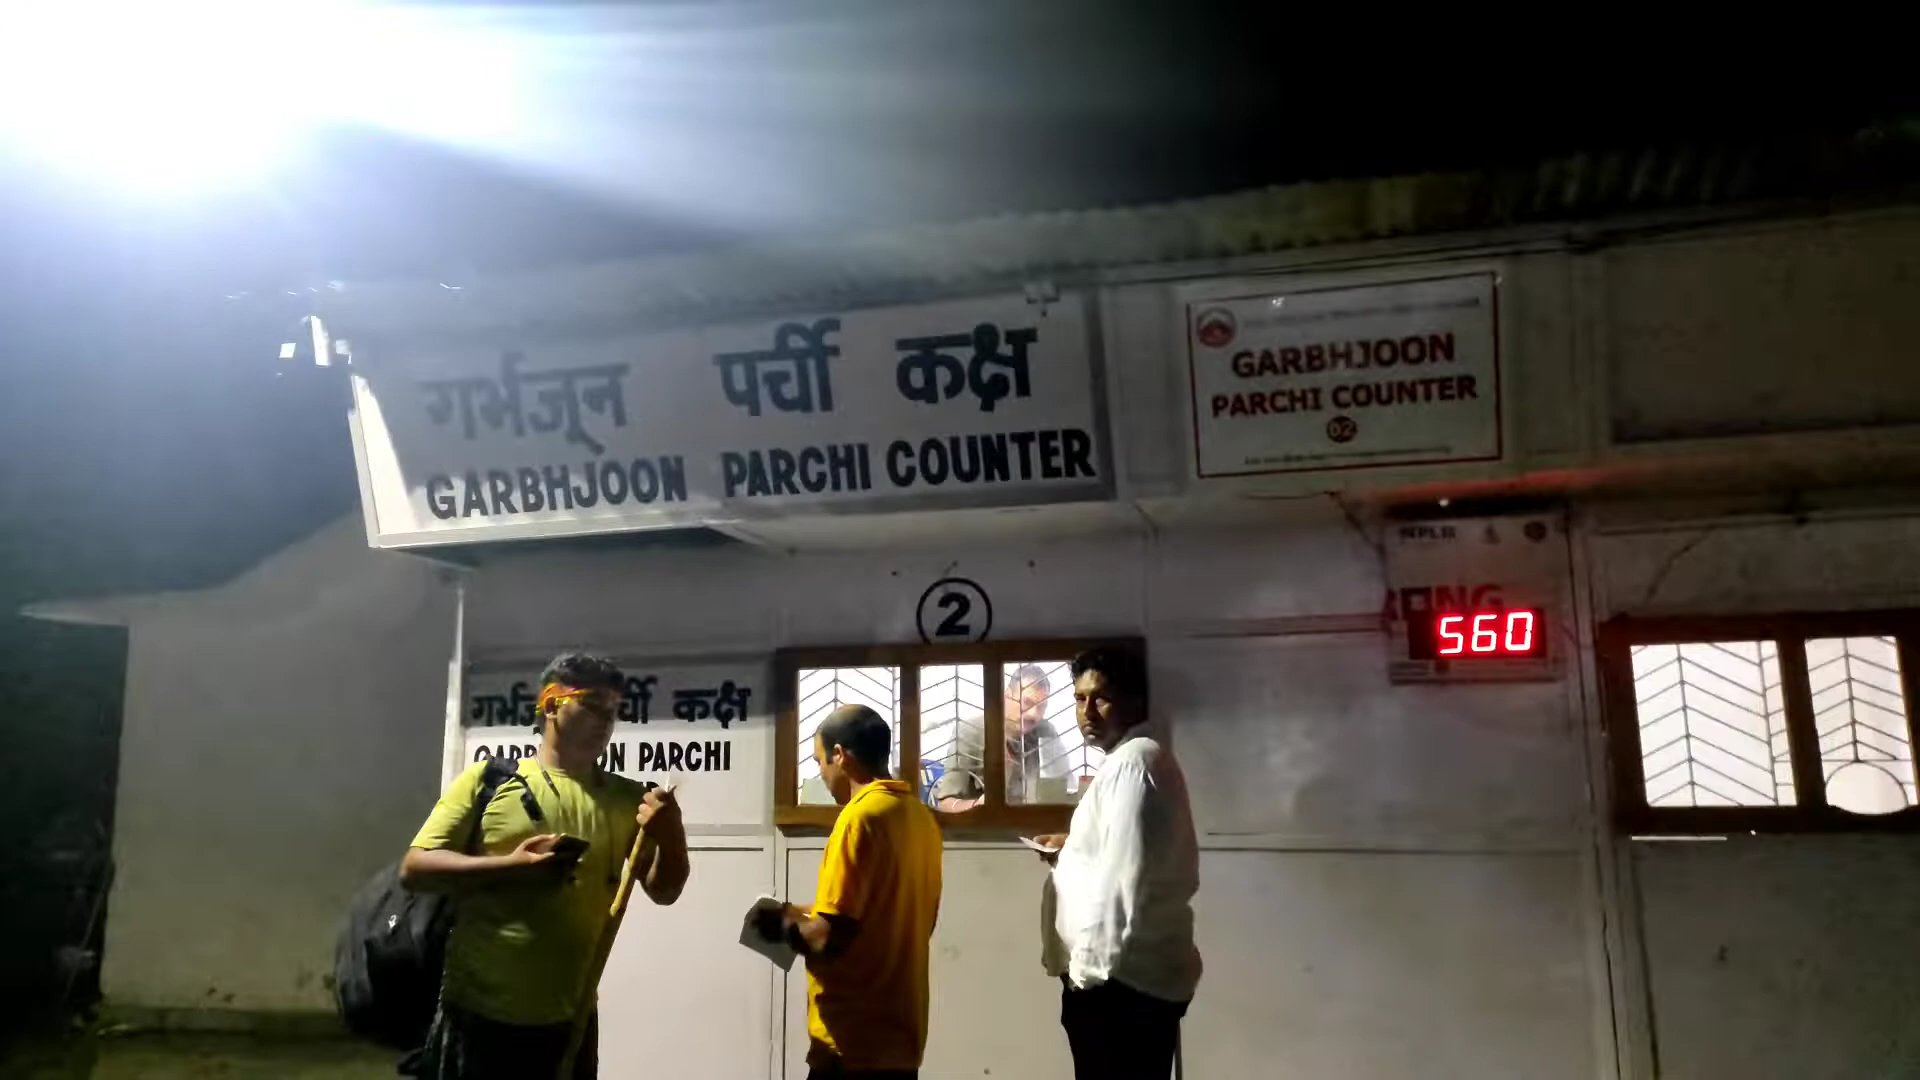 गर्भजून पर्ची कक्ष
GARBHJOON PARCHI COUNTER
GARBHJOON
PARCHI COUNTER
02
2
560
पर्ची कक्ष
PARCHI